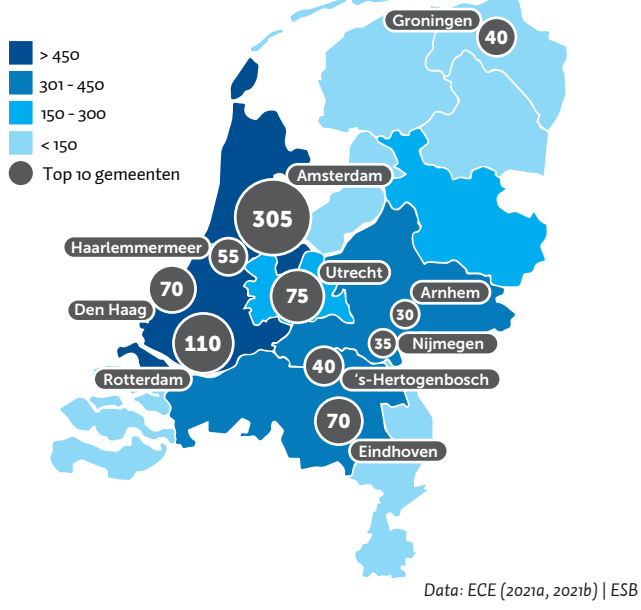 Groningen
40
> 450
301 - 450
150 - 300
< 150
Top 10 gemeenten
Amsterdam
305
Haarlemmermeer
55
Utrecht
70
75
Den Haag
Arnhem
30
110
35
Nijmegen
40
Rotterdam
‘s-Hertogenbosch
70
Eindhoven
Data: ECE (2021a, 2021b) | ESB